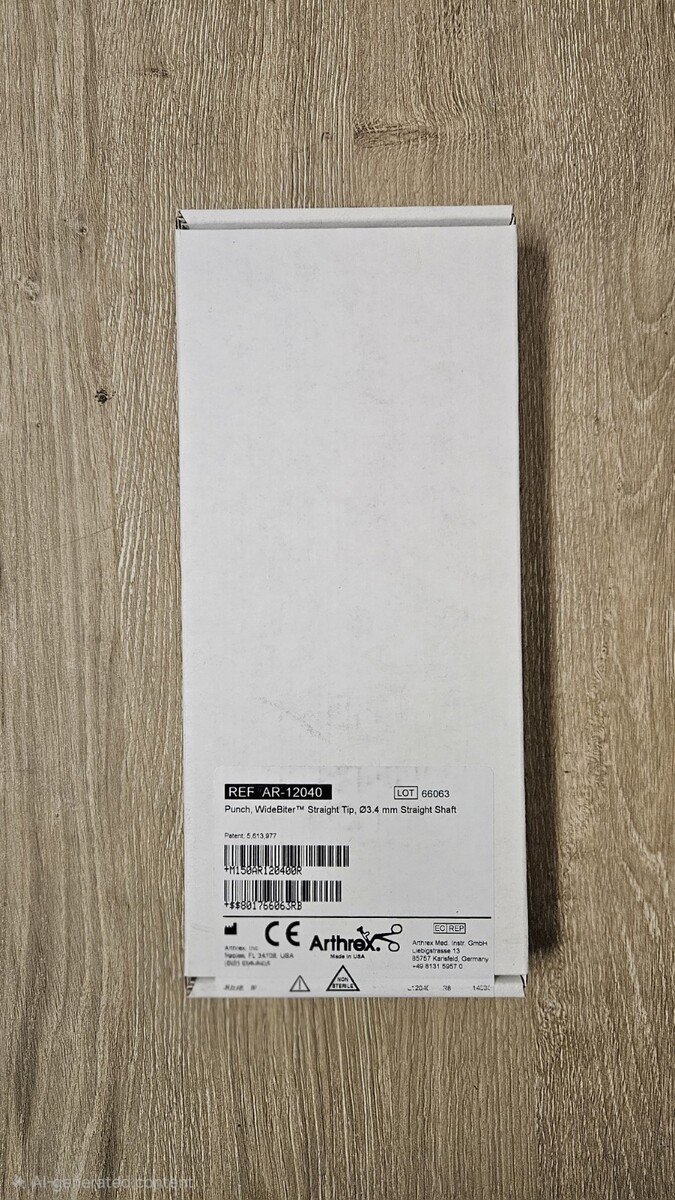 REF AR-12040
LOT 66063
Punch, WideBiter™ Straight Tip, Ø3.4 mm Straight Shaft
Patent: 5,613,977
+M150AR120400R
+$$801766063RB
CE
Arthrex, Inc.
Naples, FL 34108, USA
Arthrex
Made in USA
EC REP
Arthrex Med. Instr. GmbH
Liebigstrasse 13
85757 Karlsfeld, Germany
+49 8131 5957 0
NON
STERILE
AI-generated content